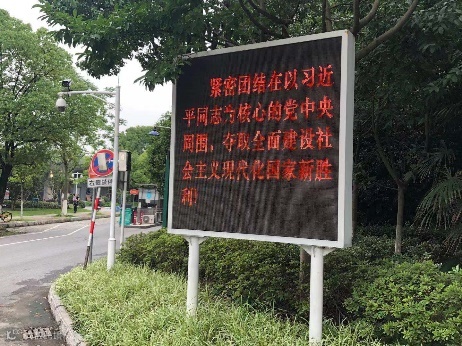 紧密团结在以习近
平同志为核心的党中央
周围，夺取全面建设社
会主义现代化国家新胜
利！